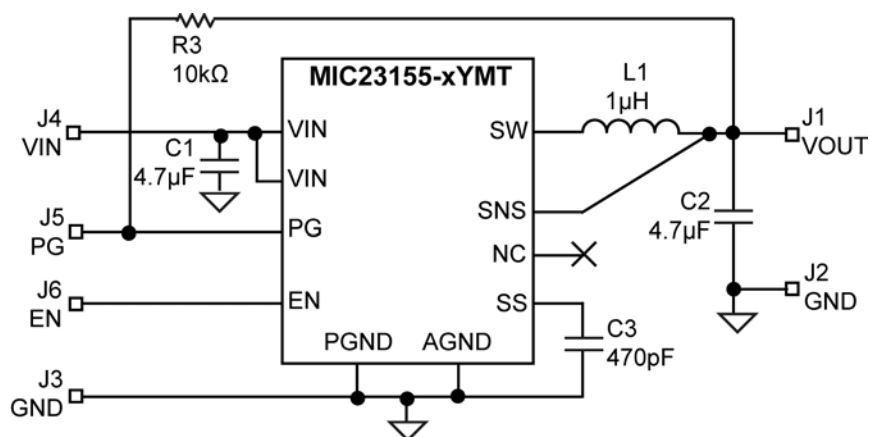 R3
10kΩ
MIC23155-xYMT
L1
1µH
J4
VIN
C1
4.7µF
VIN
VIN
SW
J1
VOUT
J5
PG
PG
SNS
C2
4.7µF
NC
J6
EN
EN
SS
J2
GND
C3
470pF
PGND
AGND
J3
GND